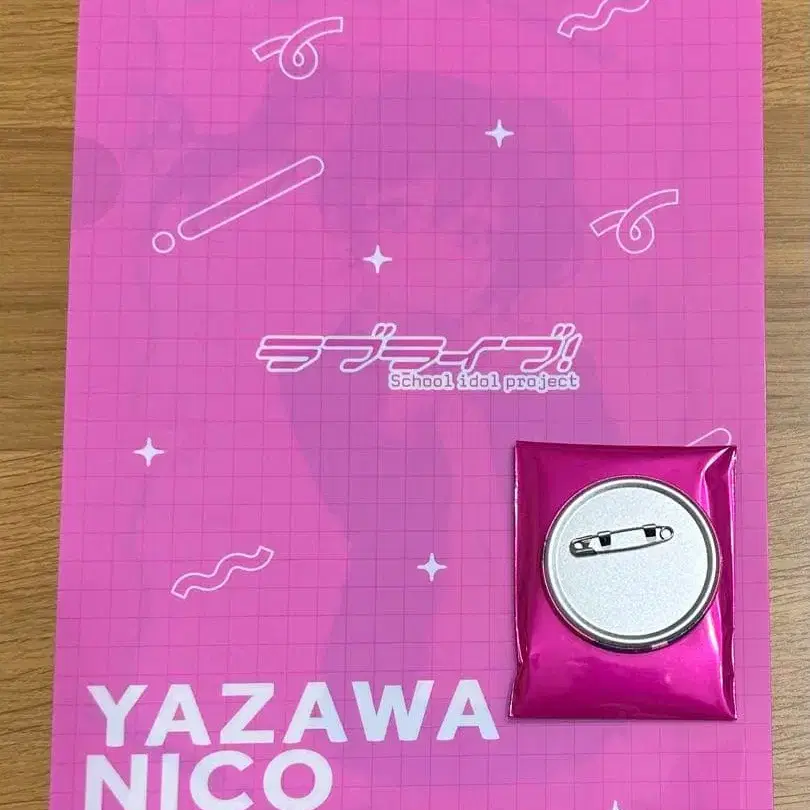 ラブライブ!
School idol project
YAZAWA
NICO